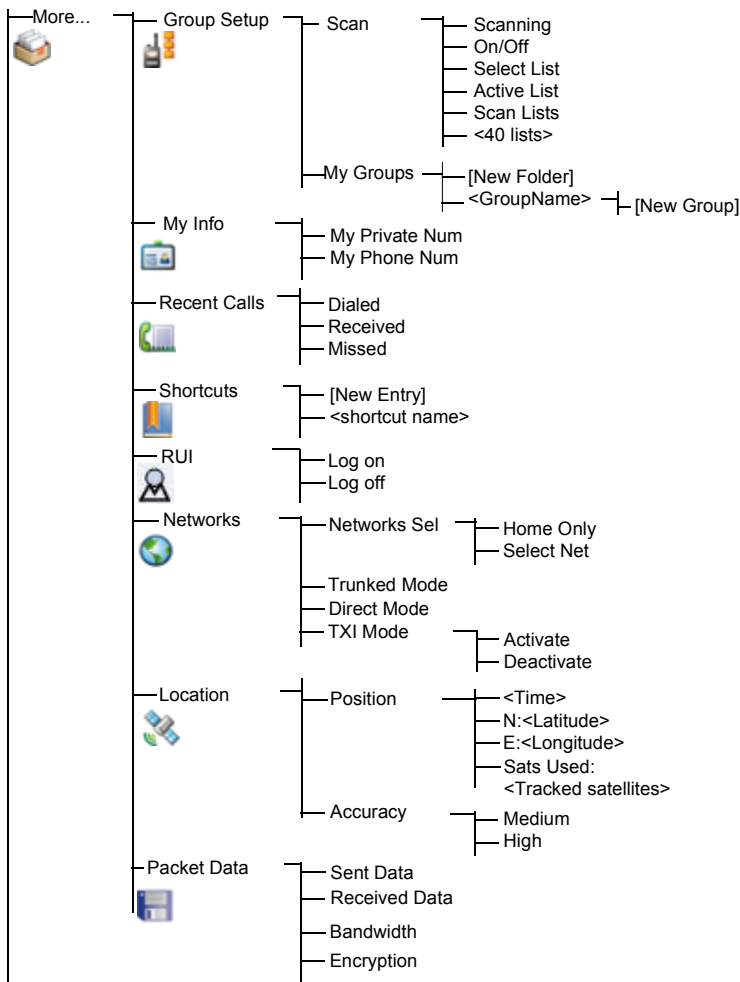 More...
Group Setup
Scan
Scanning
On/Off
Select List
Active List
Scan Lists
<40 lists>
My Groups
[New Folder]
<GroupName>
[New Group]
My Info
My Private Num
My Phone Num
Recent Calls
Dialed
Received
Missed
Shortcuts
[New Entry]
<shortcut name>
RUI
Log on
Log off
Networks
Networks Sel
Home Only
Select Net
Trunked Mode
Direct Mode
TXI Mode
Activate
Deactivate
Location
Position
<Time>
N:<Latitude>
E:<Longitude>
Sats Used:
<Tracked satellites>
Accuracy
Medium
High
Packet Data
Sent Data
Received Data
Bandwidth
Encryption